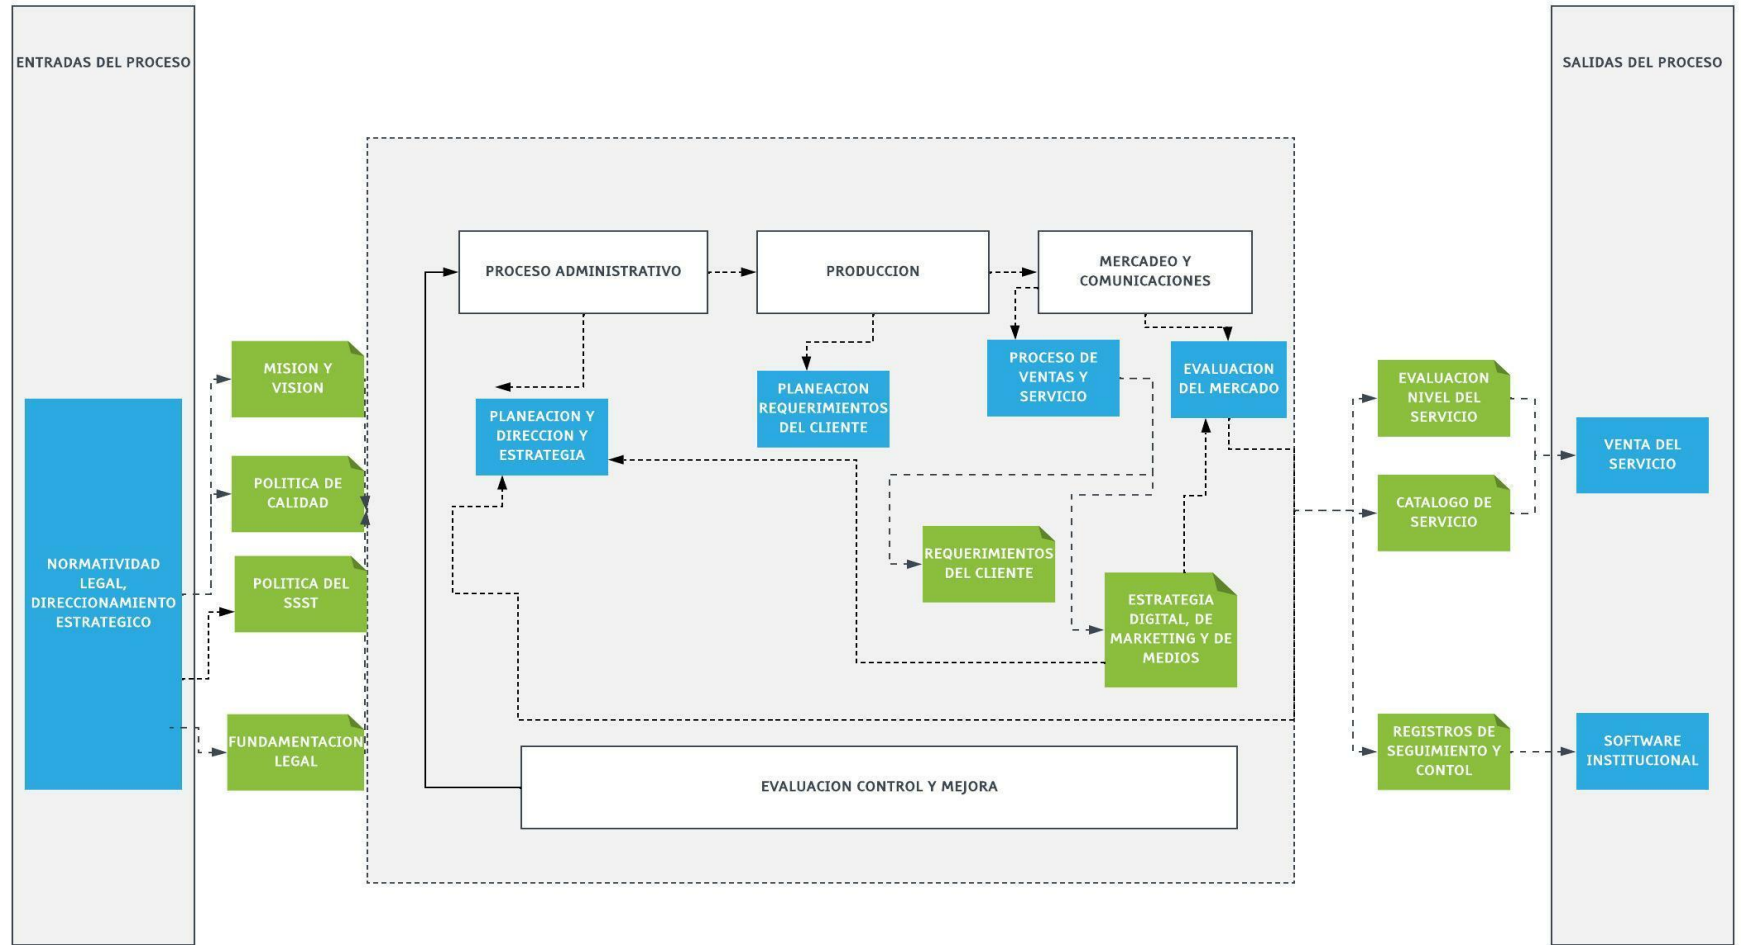 ENTRADAS DEL PROCESO
SALIDAS DEL PROCESO
PROCESO ADMINISTRATIVO
PRODUCCION
MERCADEO Y
COMUNICACIONES
MISION Y
VISION
POLITICA DE
CALIDAD
POLITICA DEL
SSST
FUNDAMENTACION
LEGAL
NORMATIVIDAD
LEGAL,
DIRECCIONAMIENTO
ESTRATEGICO
PLANEACION Y
DIRECCION Y
ESTRATEGIA
PLANEACION
REQUERIMIENTOS
DEL CLIENTE
PROCESO DE
VENTAS Y
SERVICIO
EVALUACION
DEL MERCADO
REQUERIMIENTOS
DEL CLIENTE
ESTRATEGIA
DIGITAL, DE
MARKETING Y DE
MEDIOS
EVALUACION CONTROL Y MEJORA
EVALUACION
NIVEL DEL
SERVICIO
CATALOGO DE
SERVICIO
REGISTROS DE
SEGUIMIENTO Y
CONTOL
VENTA DEL
SERVICIO
SOFTWARE
INSTITUCIONAL